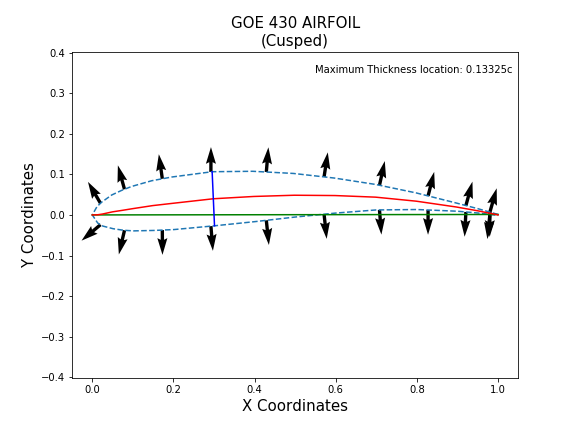 GOE 430 AIRFOIL
(Cusped)
Maximum Thickness location: 0.13325c
Y Coordinates
0.4
0.3
0.2
0.1
0.0
−0.1
−0.2
−0.3
−0.4
0.0 0.2 0.4 0.6 0.8 1.0
X Coordinates